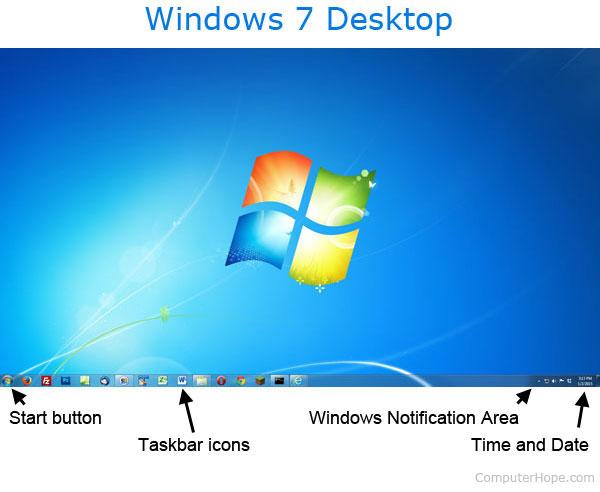 Windows 7 Desktop
Start button
Taskbar icons
Windows Notification Area
Time and Date
ComputerHope.com